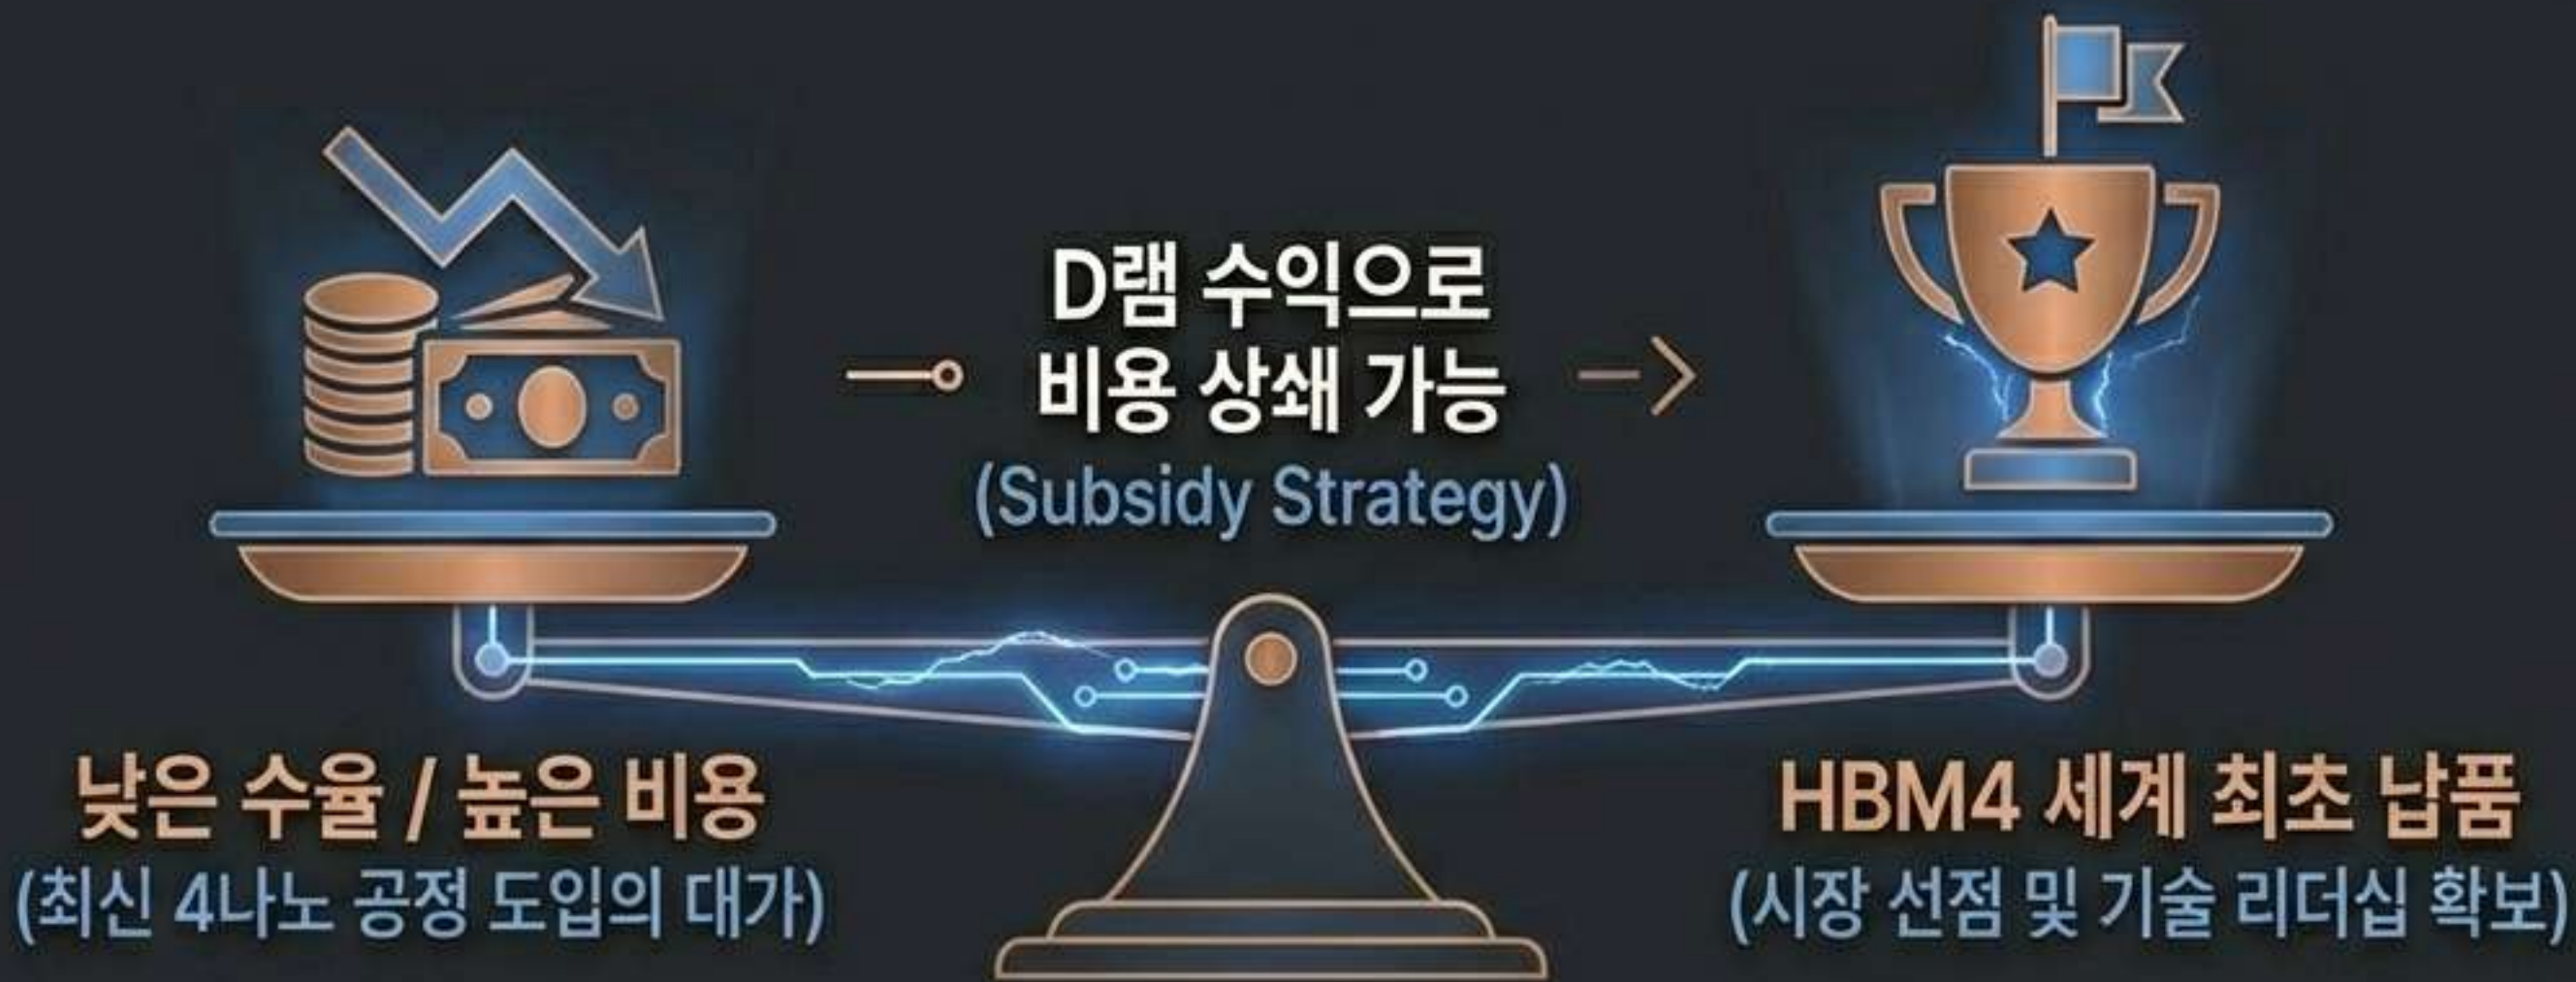 D램 수익으로
비용 상쇄 가능
(Subsidy Strategy)
낮은 수율 / 높은 비용
(최신 4나노 공정 도입의 대가)
HBM4 세계 최초 납품
(시장 선점 및 기술 리더십 확보)